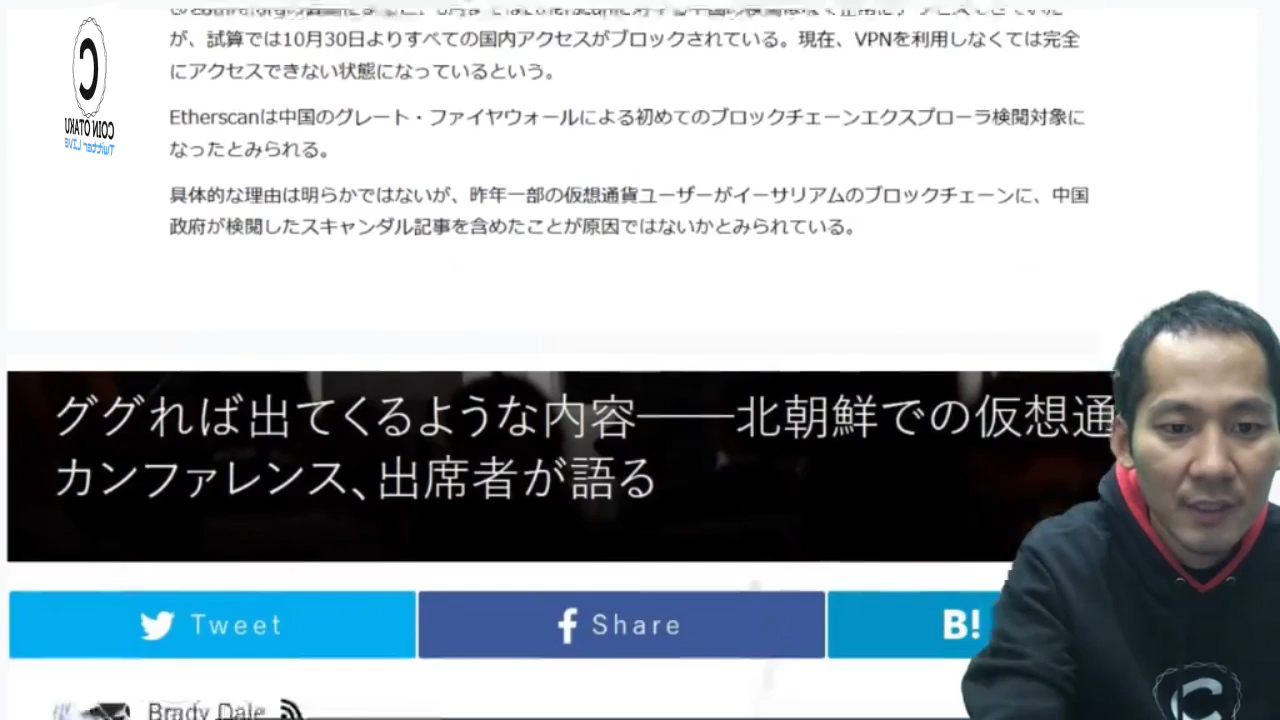 が、試算では10月30日よりすべての国内アクセスがブロックされている。現在、VPNを利用しなくては完全
にアクセスできない状態になっているという。
Etherscanは中国のグレート・ファイヤウォールによる初めてのブロックチェーンエクスプローラ検閲対象に
なったとみられる。
具体的な理由は明らかではないが、昨年一部の仮想通貨ユーザーがイーサリアムのブロックチェーンに、中国
政府が検閲したスキャンダル記事を含めたことが原因ではないかとみられている。
COIN OTAKU
Twitter LIVE
ググれば出てくるような内容——北朝鮮での仮想通
カンファレンス、出席者が語る
Tweet
Share
B!
Brady Dale